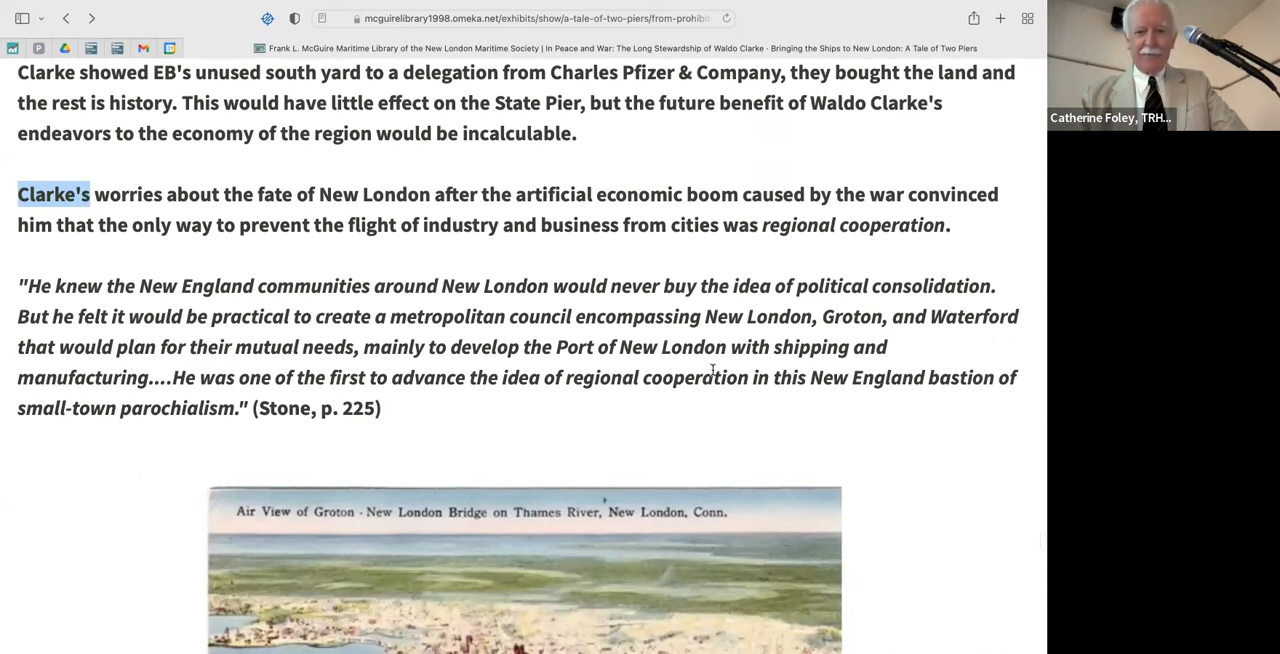 mcguirelibrary1998.omeka.net/exhibits/show/a-tale-of-two-piers/from-prohibit
Frank L. McGuire Maritime Library of the New London Maritime Society | In Peace and War: The Long Stewardship of Waldo Clarke · Bringing the Ships to New London: A Tale of Two Piers
Clarke showed EB's unused south yard to a delegation from Charles Pfizer & Company, they bought the land and
the rest is history. This would have little effect on the State Pier, but the future benefit of Waldo Clarke's
endeavors to the economy of the region would be incalculable.
Clarke's worries about the fate of New London after the artificial economic boom caused by the war convinced
him that the only way to prevent the flight of industry and business from cities was regional cooperation.
"He knew the New England communities around New London would never buy the idea of political consolidation.
But he felt it would be practical to create a metropolitan council encompassing New London, Groton, and Waterford
that would plan for their mutual needs, mainly to develop the Port of New London with shipping and
manufacturing....He was one of the first to advance the idea of regional cooperation in this New England bastion of
small-town parochialism." (Stone, p. 225)
Air View of Groton - New London Bridge on Thames River, New London, Conn.
Catherine Foley, TRH...